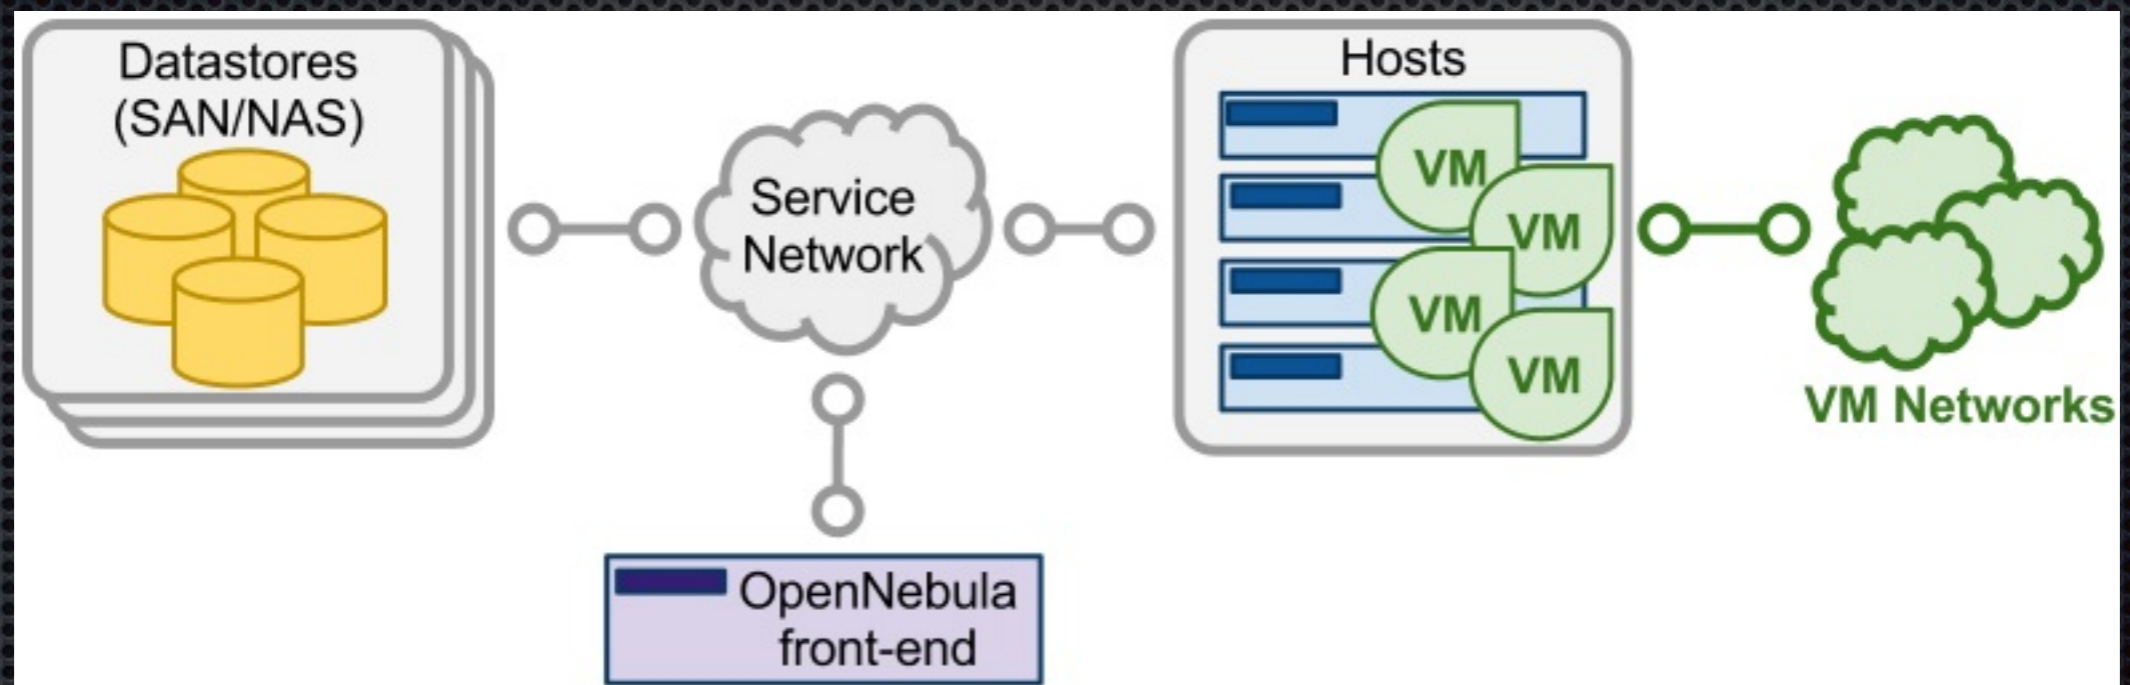 Datastores
(SAN/NAS)
Service
Network
Hosts
VM
VM
VM
VM
VM Networks
OpenNebula
front-end